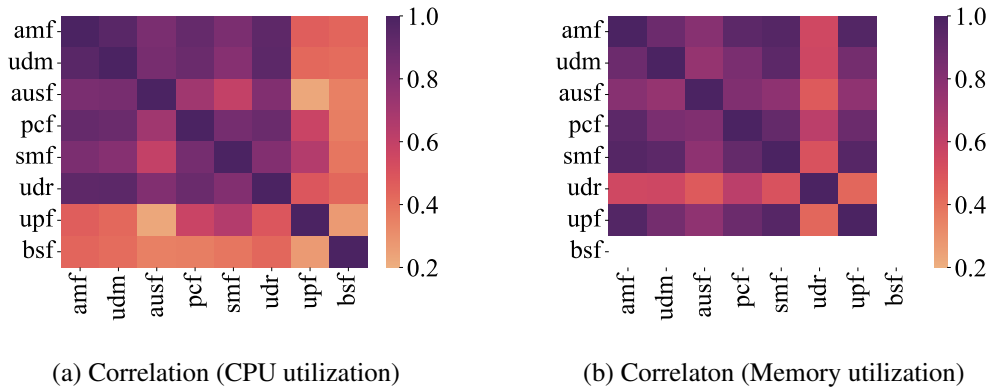 amf
udm
ausf
pcf
smf
udr
upf
bsf
amf
udm
ausf
pcf
smf
udr
upf
bsf
1.0
0.8
0.6
0.4
0.2
(a) Correlation (CPU utilization)
amf
udm
ausf
pcf
smf
udr
upf
bsf
amf
udm
ausf
pcf
smf
udr
upf
bsf
1.0
0.8
0.6
0.4
0.2
(b) Correlaton (Memory utilization)